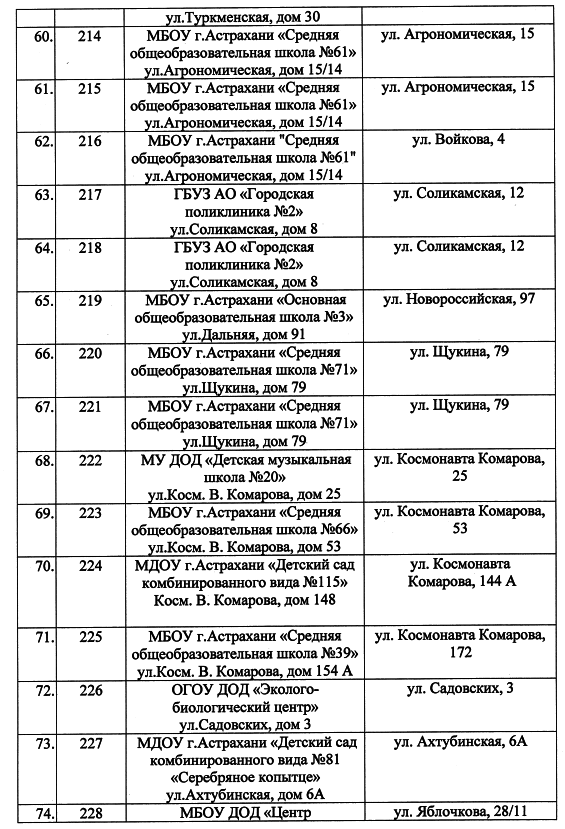 ул.Туркменская, дом 30
60. 214 МБОУ г.Астрахани «Средняя ул. Агрономическая, 15
общеобразовательная школа №61»
ул.Агрономическая, дом 15/14
61. 215 МБОУ г.Астрахани «Средняя ул. Агрономическая, 15
общеобразовательная школа №61»
ул.Агрономическая, дом 15/14
62. 216 МБОУ г.Астрахани "Средняя ул. Войкова, 4
общеобразовательная школа №61"
ул.Агрономическая, дом 15/14
63. 217 ГБУЗ АО «Городская ул. Соликамская, 12
поликлиника №2»
ул.Соликамская, дом 8
64. 218 ГБУЗ АО «Городская ул. Соликамская, 12
поликлиника №2»
ул.Соликамская, дом 8
65. 219 МБОУ г.Астрахани «Основная ул. Новороссийская, 97
общеобразовательная школа №3»
ул.Дальняя, дом 91
66. 220 МБОУ г.Астрахани «Средняя ул. Щукина, 79
общеобразовательная школа №71»
ул.Щукина, дом 79
67. 221 МБОУ г.Астрахани «Средняя ул. Щукина, 79
общеобразовательная школа №71»
ул.Щукина, дом 79
68. 222 МУ ДОД «Детская музыкальная ул. Космонавта Комарова,
школа №20» 25
ул.Косм. В. Комарова, дом 25
69. 223 МБОУ г.Астрахани «Средняя ул. Космонавта Комарова,
общеобразовательная школа №66» 53
ул.Косм. В. Комарова, дом 53
70. 224 МДОУ г.Астрахани «Детский сад ул. Космонавта
комбинированного вида №115» Комарова, 144 А
Косм. В. Комарова, дом 148
71. 225 МБОУ г.Астрахани «Средняя ул. Космонавта Комарова,
общеобразовательная школа №39» 172
ул.Косм. В. Комарова, дом 154 А
72. 226 ОГОУ ДОД «Эколого- ул. Садовских, 3
биологический центр»
ул.Садовских, дом 3
73. 227 МДОУ г.Астрахани «Детский сад ул. Ахтубинская, 6А
комбинированного вида №81
«Серебряное копытце»
ул.Ахтубинская, дом 6А
74. 228 МБОУ ДОД «Центр ул. Яблочкова, 28/11